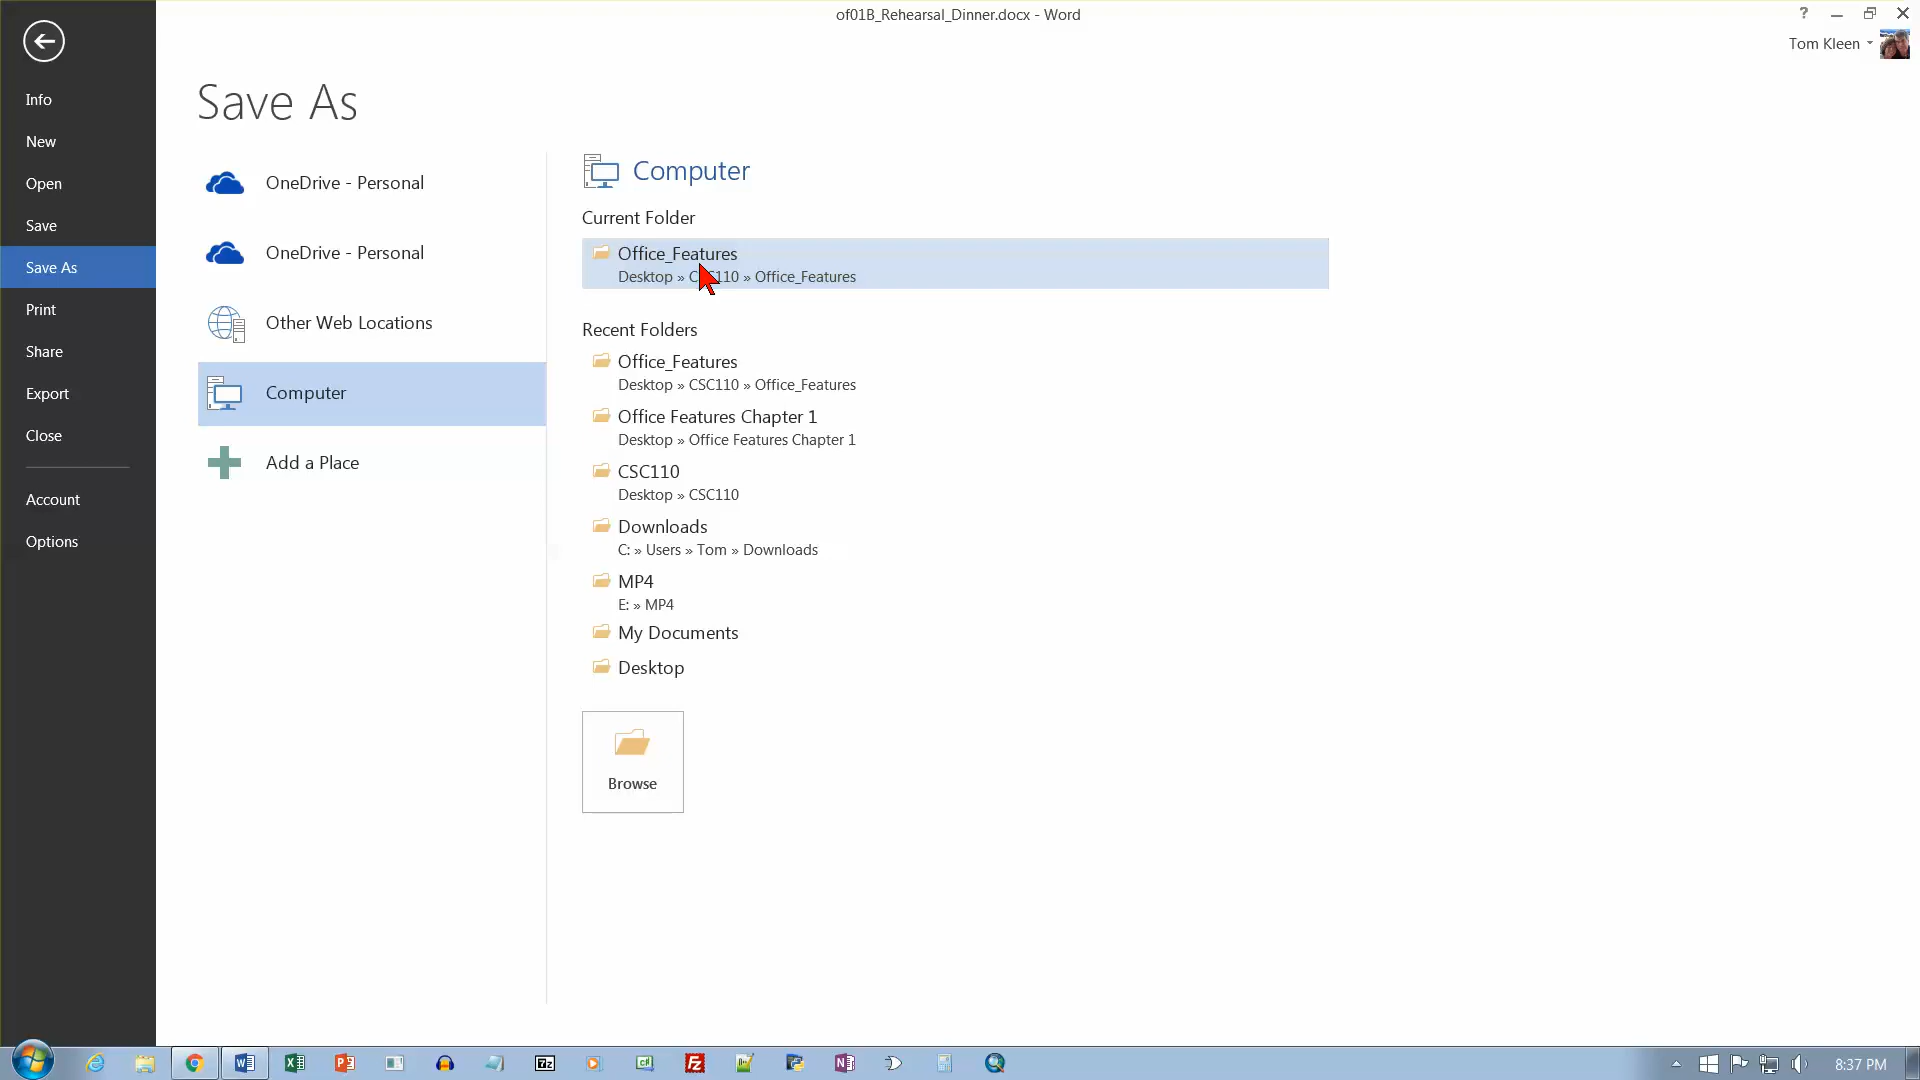 of01B_Rehearsal_Dinner.docx - Word
?
Tom Kleen
Info
New
Open
Save
Save As
Print
Share
Export
Close
Account
Options
Save As
OneDrive - Personal
OneDrive - Personal
Other Web Locations
Computer
Add a Place
Computer
Current Folder
Office_Features
Desktop » CSC110 » Office_Features
Recent Folders
Office_Features
Desktop » CSC110 » Office_Features
Office Features Chapter 1
Desktop » Office Features Chapter 1
CSC110
Desktop » CSC110
Downloads
C: » Users » Tom » Downloads
MP4
E: » MP4
My Documents
Desktop
Browse
7z
8:37 PM